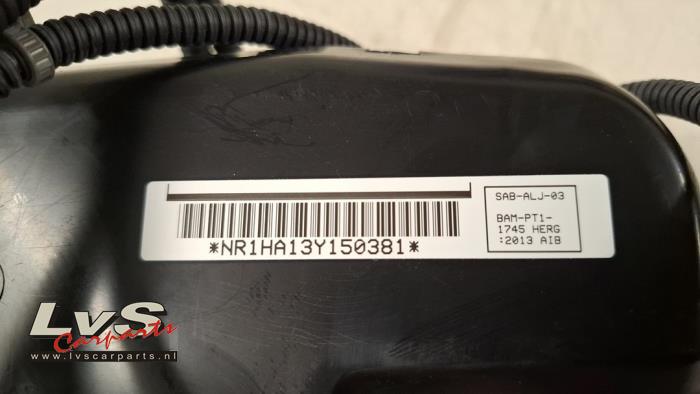 SAB-ALJ-03
BAM-PT1-
1745 HERG
:2013 AIB
*NR1HA13Y150381*
LvS
Carparts
www.lvscarparts.nl